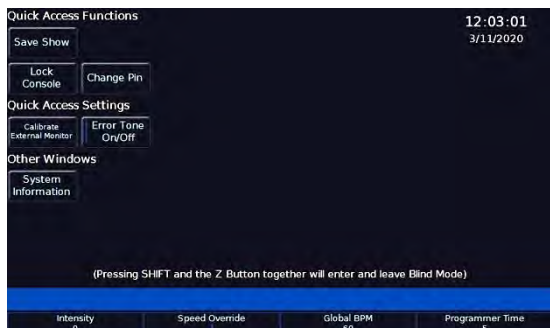 Quick Access Functions
12:03:01
3/11/2020
Save Show
Lock
Console
Change Pin
Quick Access Settings
Calibrate
External Monitor
Error Tone
On/Off
Other Windows
System
Information
(Pressing SHIFT and the Z Button together will enter and leave Blind Mode)
Intensity
Speed Override
Global BPM
Programmer Time